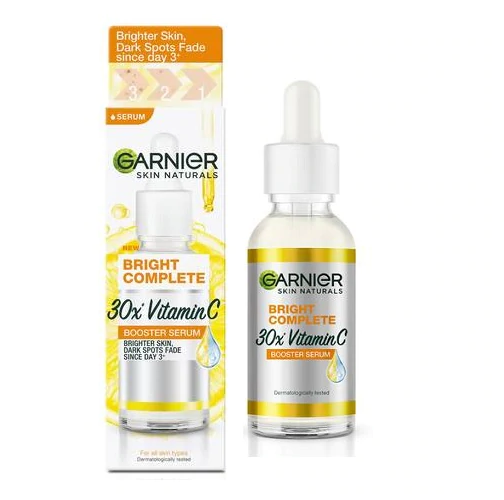 Brighter Skin,
Dark Spots Fade
since day 3*
3 2 1
SERUM
GARNIER
SKIN NATURALS
NEW
BRIGHT
COMPLETE
30x* Vitamin C
BOOSTER SERUM
BRIGHTER SKIN,
DARK SPOTS FADE
SINCE DAY 3*
For all skin types
Dermatologically tested
GARNIER
SKIN NATURALS
BRIGHT
COMPLETE
30x* Vitamin C
BOOSTER SERUM
Dermatologically tested